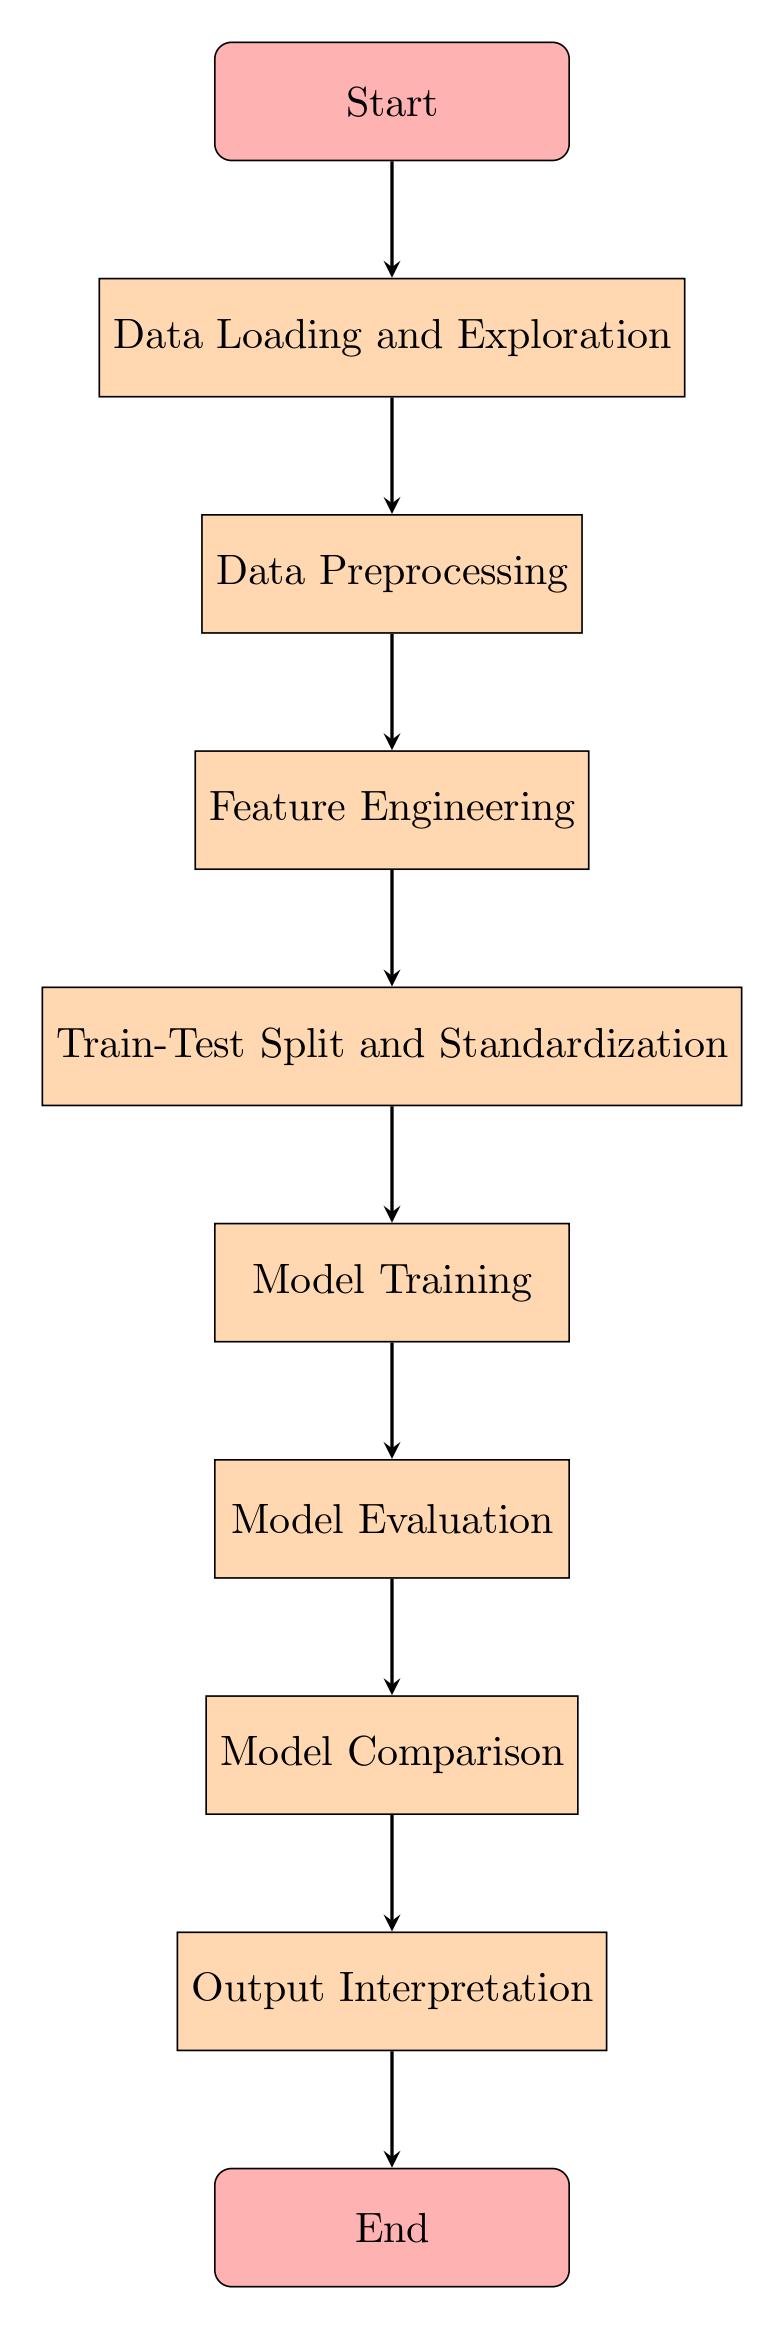 Start
Data Loading and Exploration
Data Preprocessing
Feature Engineering
Train-Test Split and Standardization
Model Training
Model Evaluation
Model Comparison
Output Interpretation
End